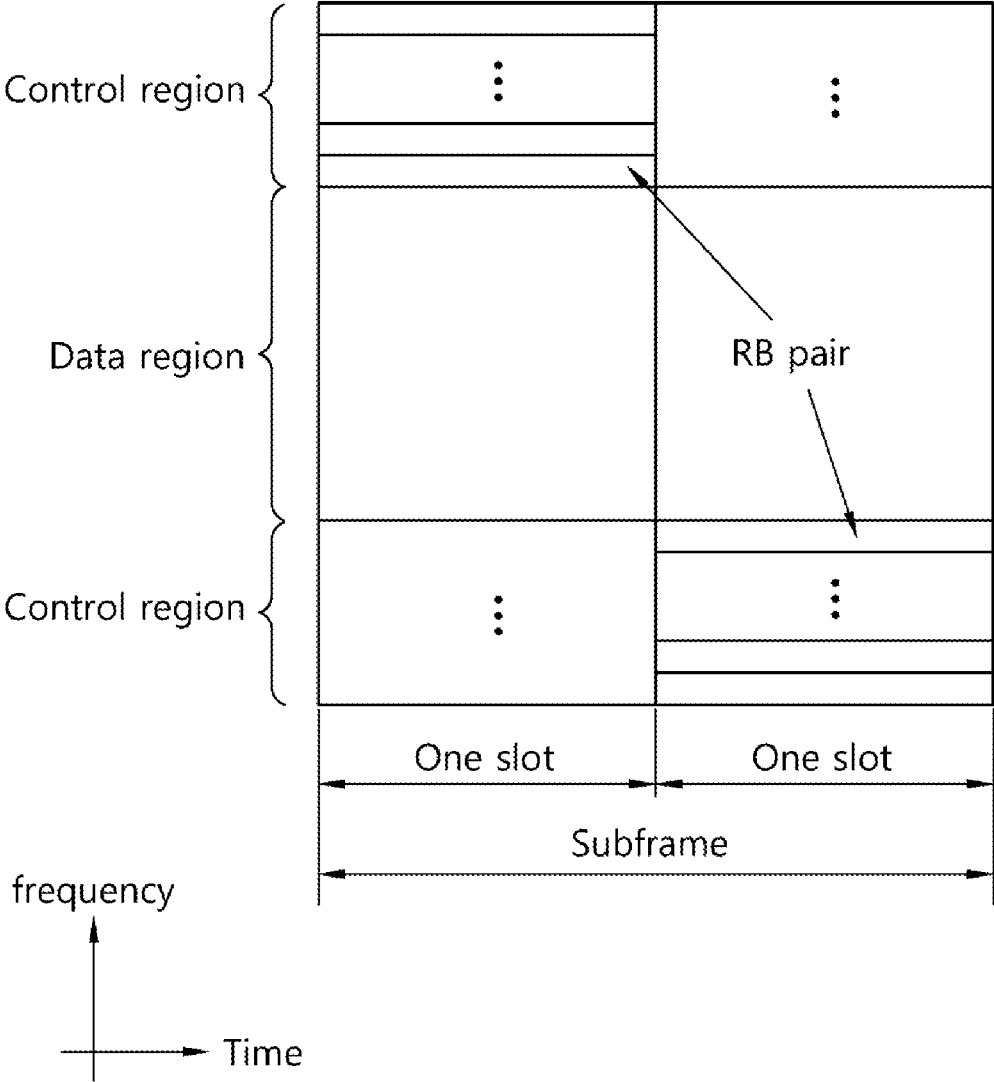 Control region
Data region
RB pair
Control region
One slot
One slot
Subframe
frequency
Time